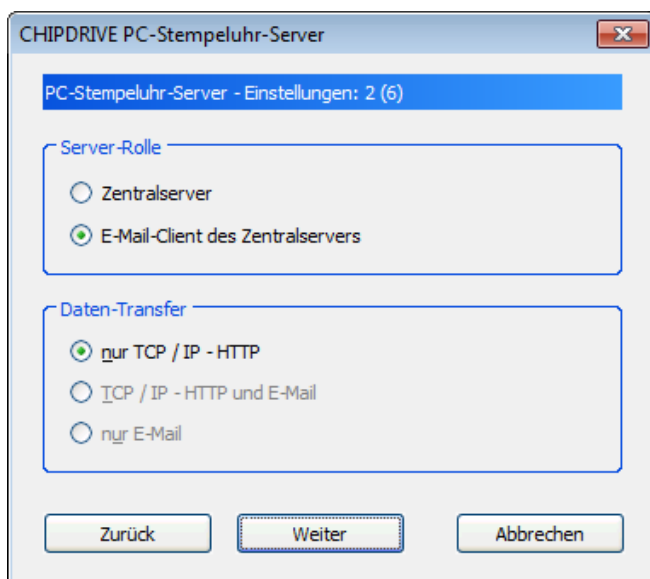 CHIPDRIVE PC-Stempeluhr-Server
PC-Stempeluhr-Server - Einstellungen: 2 (6)
Server-Rolle
Zentralserver
E-Mail-Client des Zentralservers
Daten-Transfer
nur TCP / IP - HTTP
TCP / IP - HTTP und E-Mail
nur E-Mail
Zurück Weiter Abbrechen